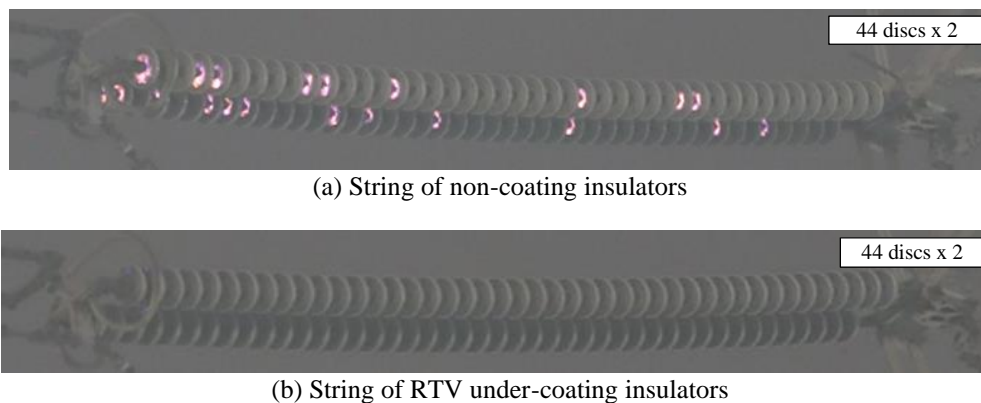 44 discs x 2
(a) String of non-coating insulators
44 discs x 2
(b) String of RTV under-coating insulators